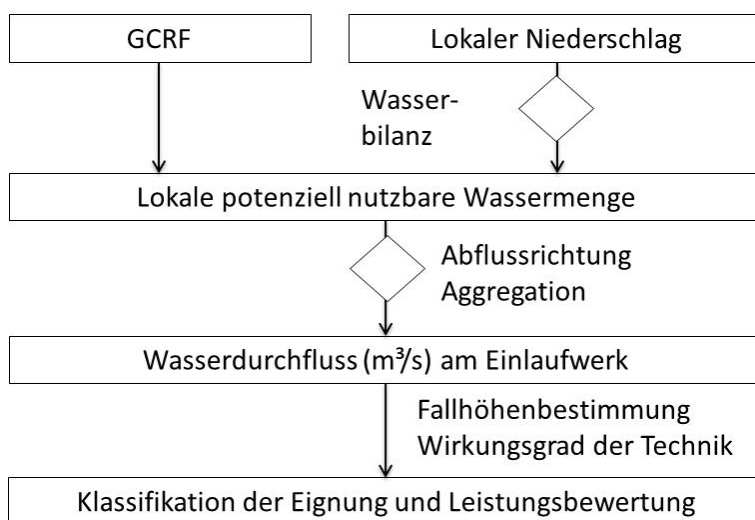 GCRF
Lokaler Niederschlag
Wasser-
bilanz
Lokale potenziell nutzbare Wassermenge
Abflussrichtung
Aggregation
Wasserdurchfluss (m³/s) am Einlaufwerk
Fallhöhenbestimmung
Wirkungsgrad der Technik
Klassifikation der Eignung und Leistungsbewertung